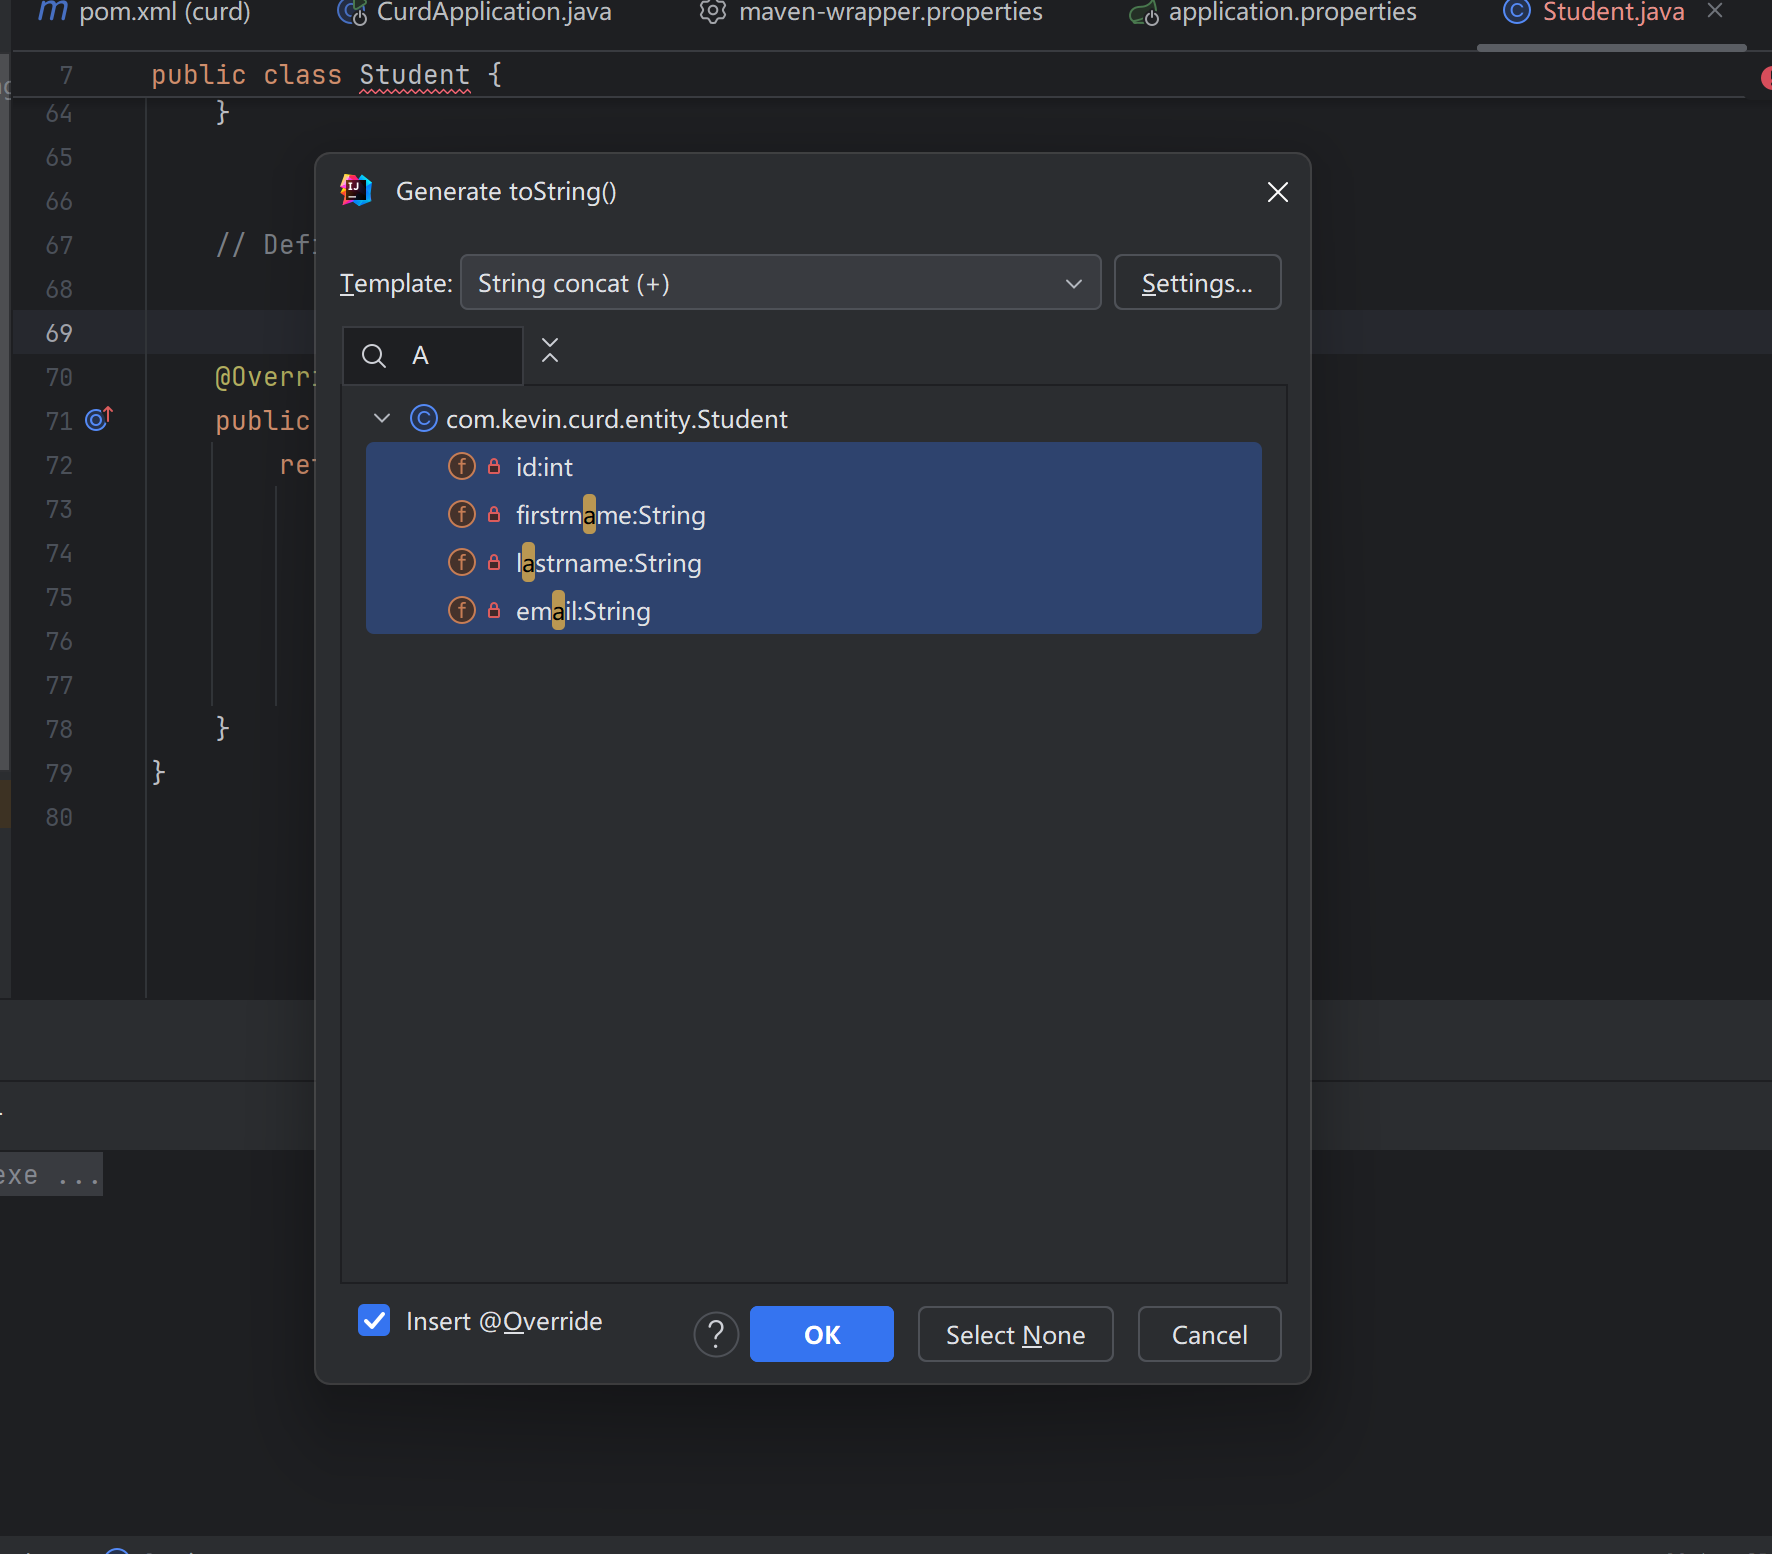 pom.xml (curd) CurdApplication.java maven-wrapper.properties application.properties Student.java
7 public class Student {
64 }
65
66
67 // Defi
68
69
70 @Overri
71 public
72 ret
73
74
75
76
77
78 }
79 }
80
Generate toString()
Template: String concat (+) Settings...
A
com.kevin.curd.entity.Student
id:int
firstrname:String
lastrname:String
email:String
Insert @Override ? OK Select None Cancel
exe ...